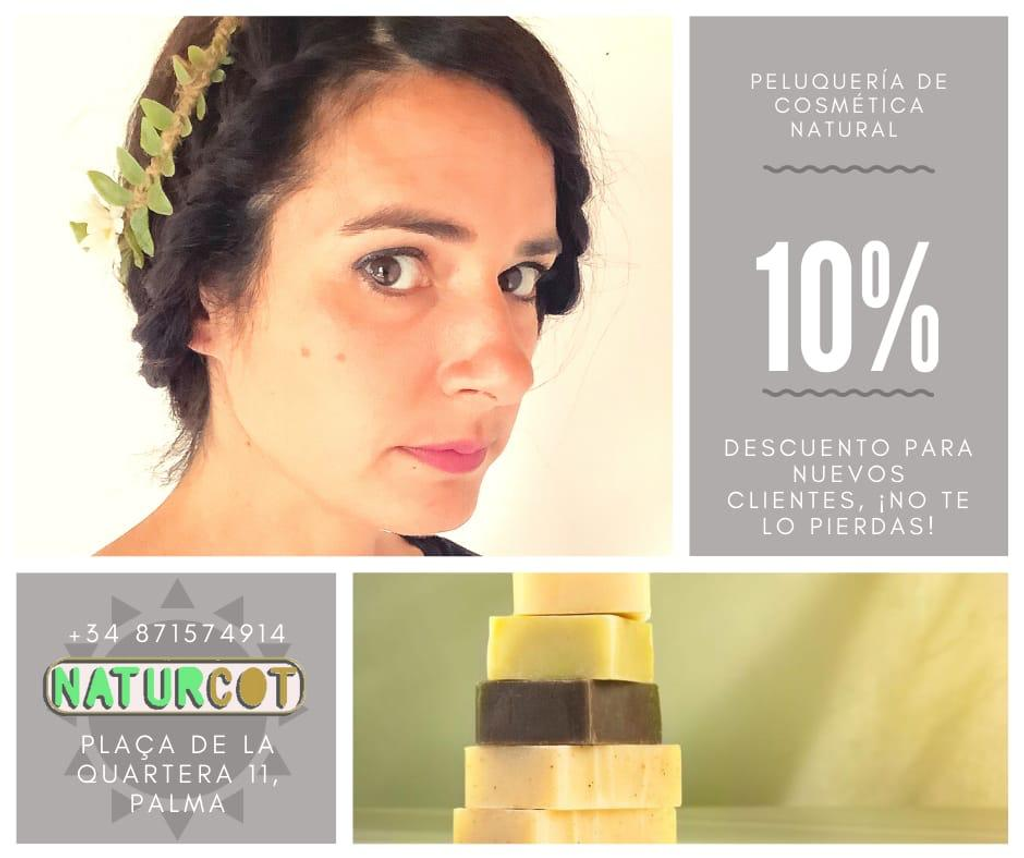 PELUQUERÍA DE
COSMÉTICA
NATURAL
10%
DESCUENTO PARA
NUEVOS
CLIENTES, ¡NO TE
LO PIERDAS!
+34 871574914
NATURCOT
PLAÇA DE LA
QUARTERA 11,
PALMA